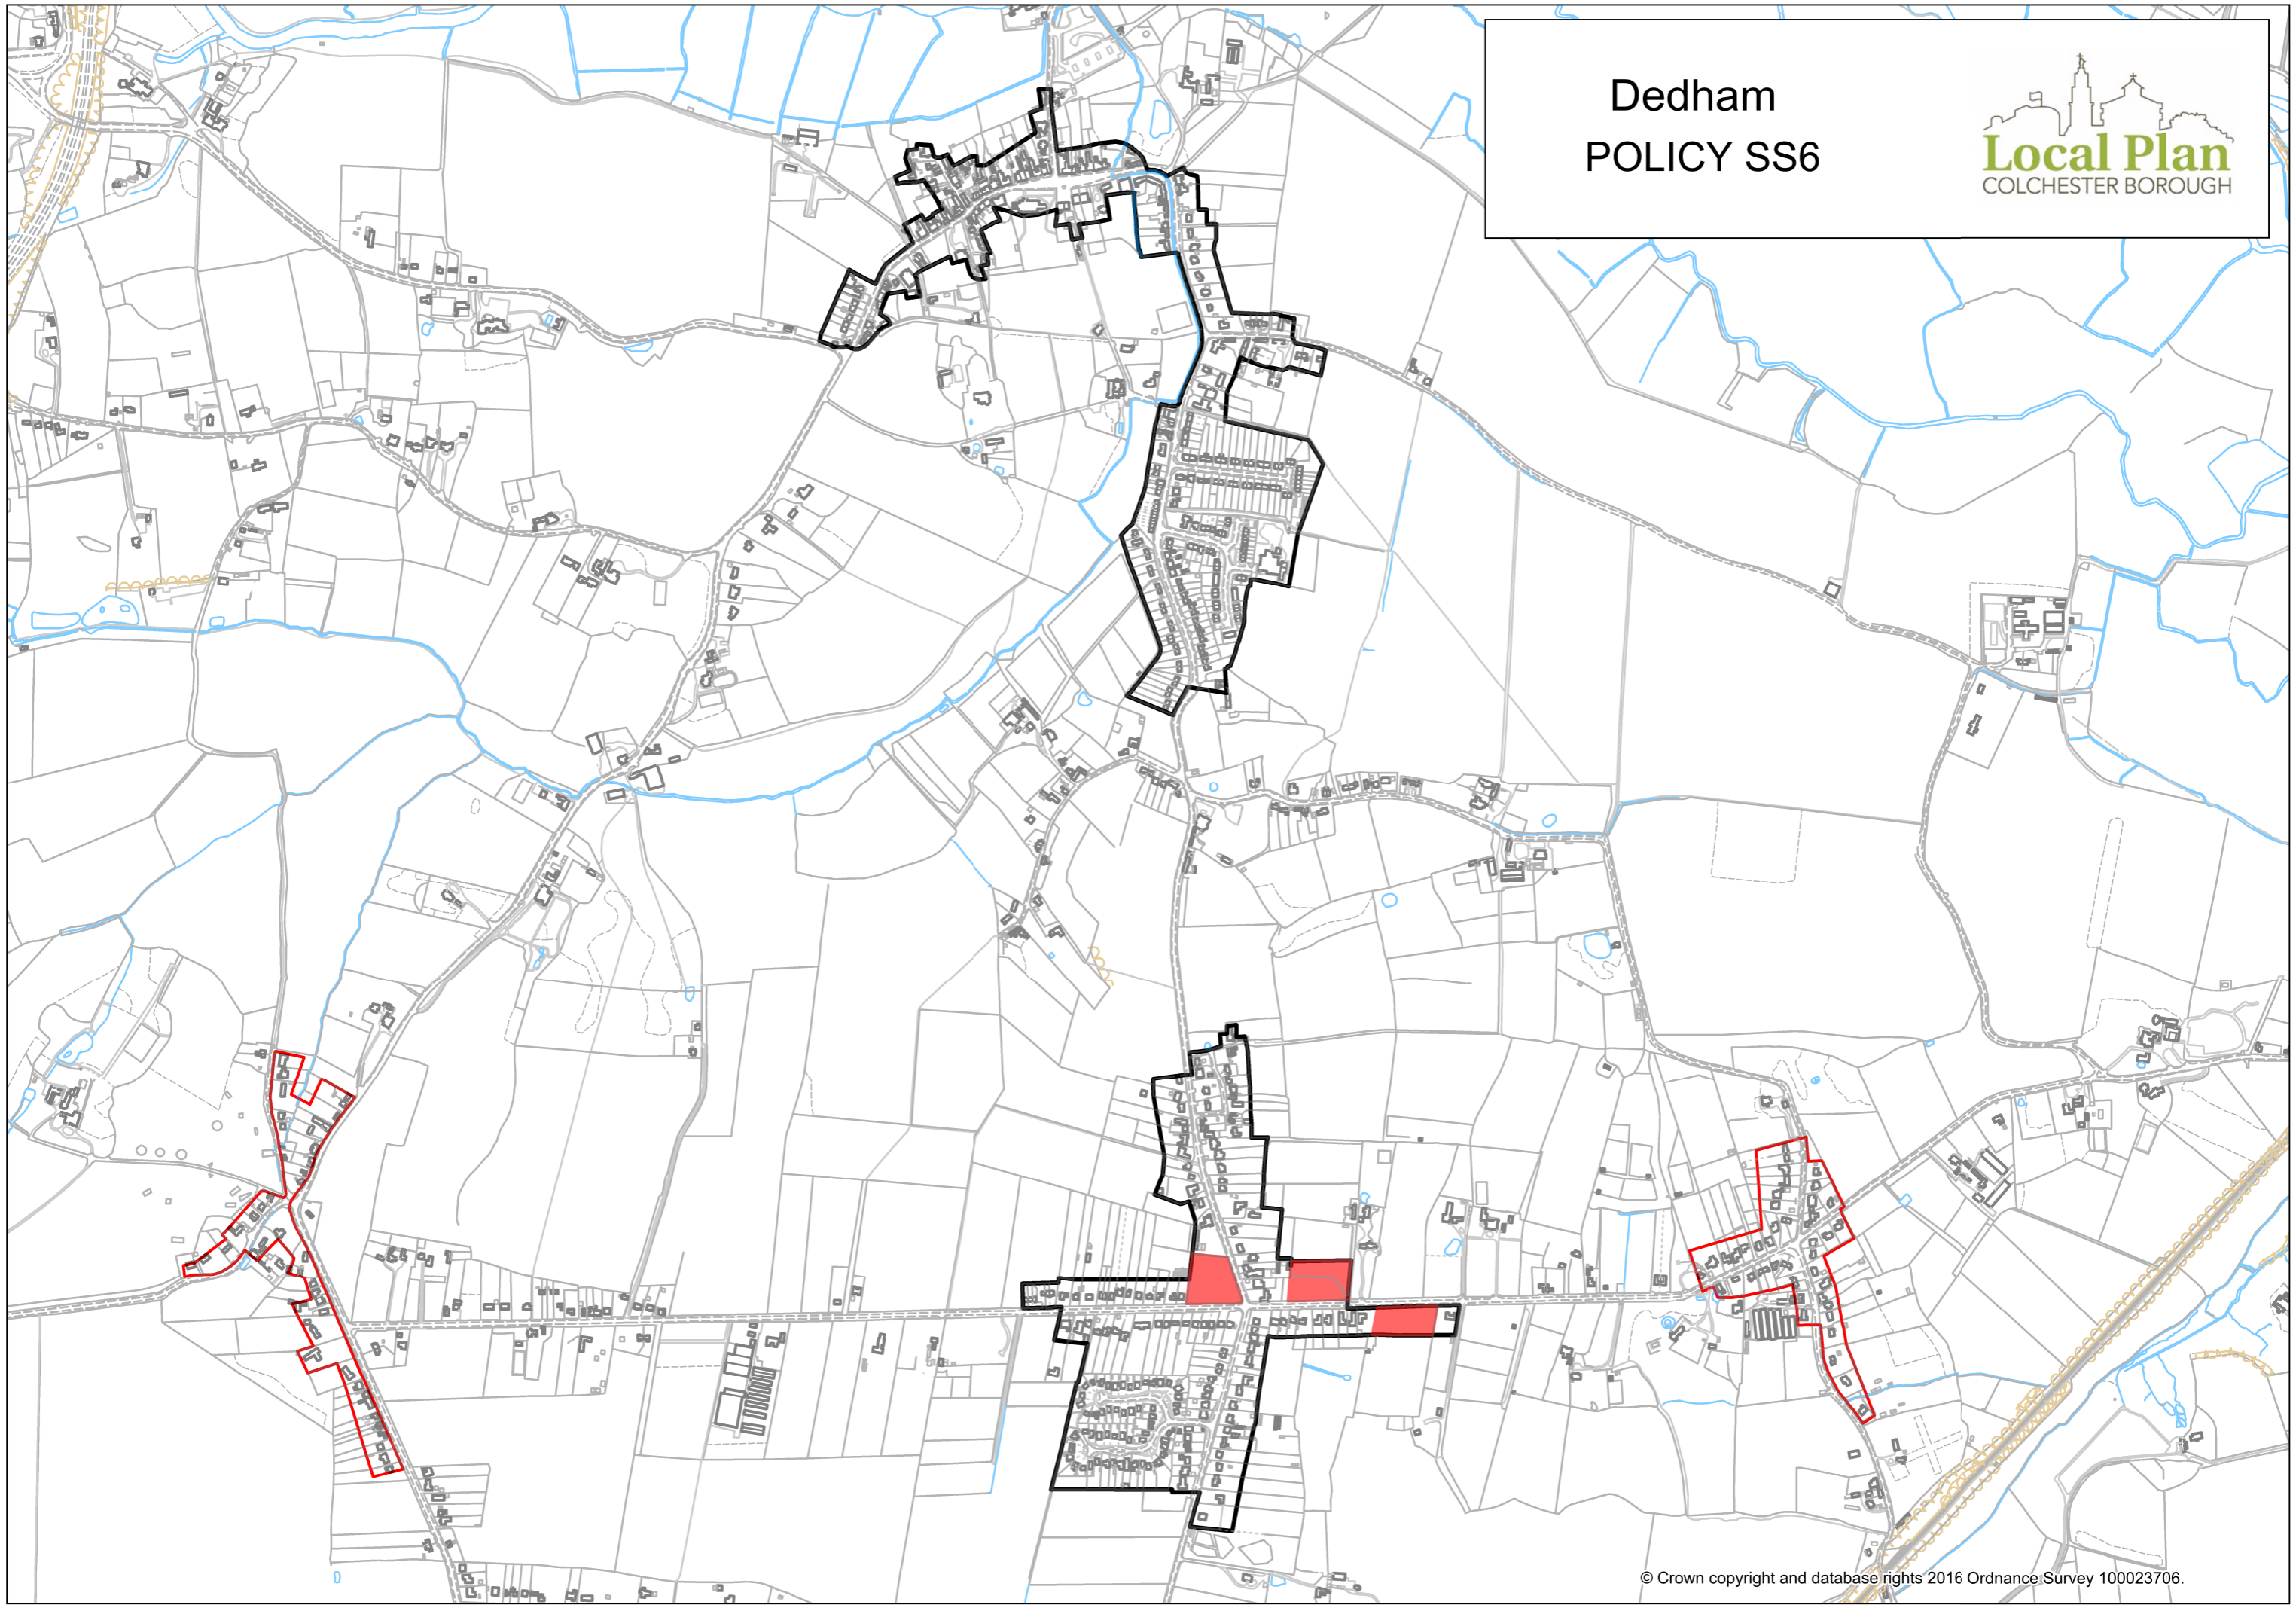 Dedham
POLICY SS6
Local Plan
COLCHESTER BOROUGH
© Crown copyright and database rights 2016 Ordnance Survey 100023706.